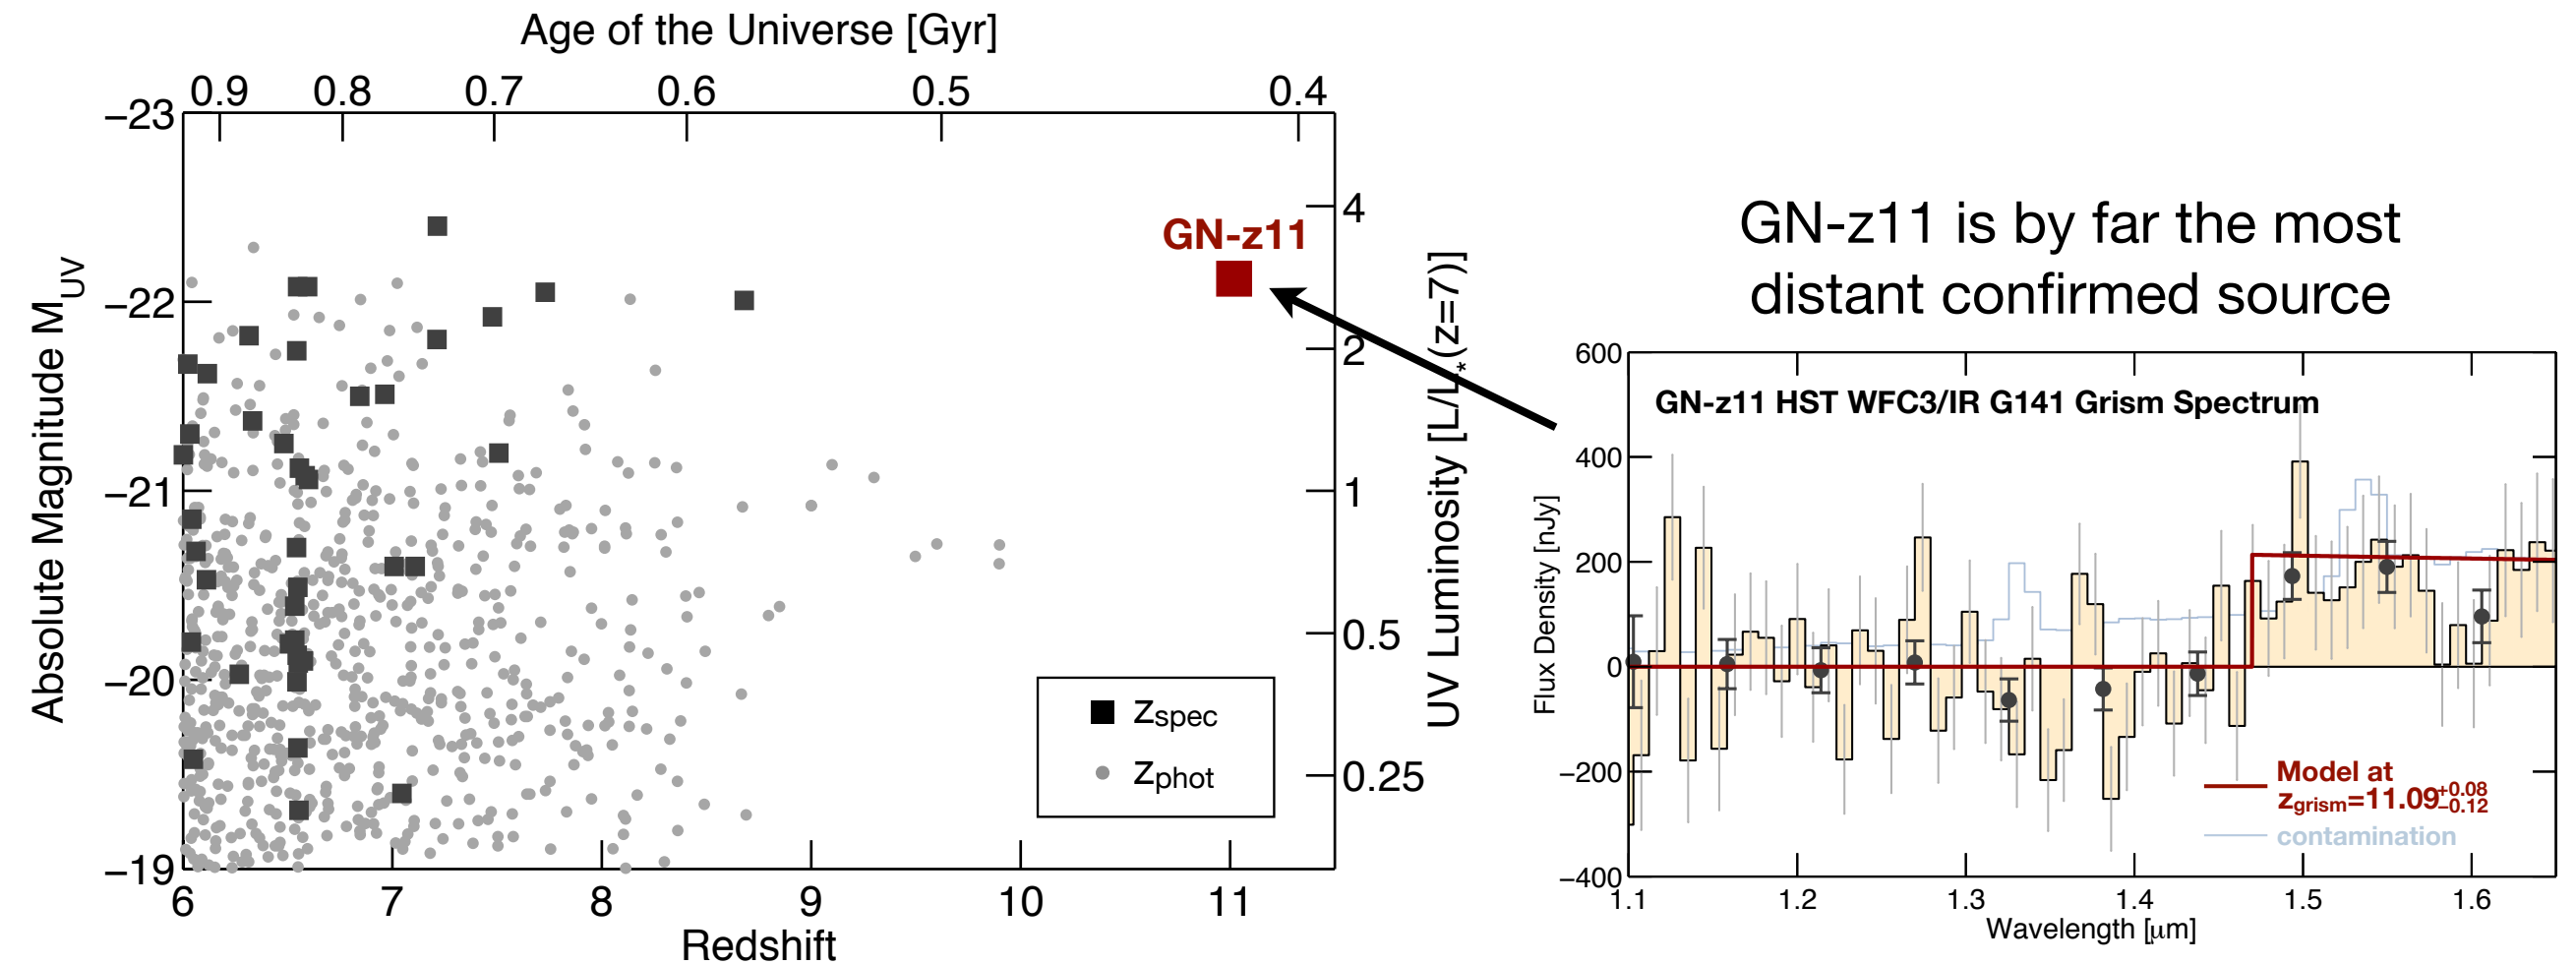 Age of the Universe [Gyr]
0.9 0.8 0.7 0.6 0.5 0.4
−23
−22
−21
−20
−19
Absolute Magnitude M_UV
GN-z11
4
2
1
0.5
0.25
UV Luminosity [L/L*(z=7)]
z_spec
z_phot
6 7 8 9 10 11
Redshift
GN-z11 is by far the most
distant confirmed source
600
400
200
0
−200
−400
Flux Density [nJy]
GN-z11 HST WFC3/IR G141 Grism Spectrum
Model at
z_grism=11.09+0.08−0.12
contamination
1.1 1.2 1.3 1.4 1.5 1.6
Wavelength [μm]